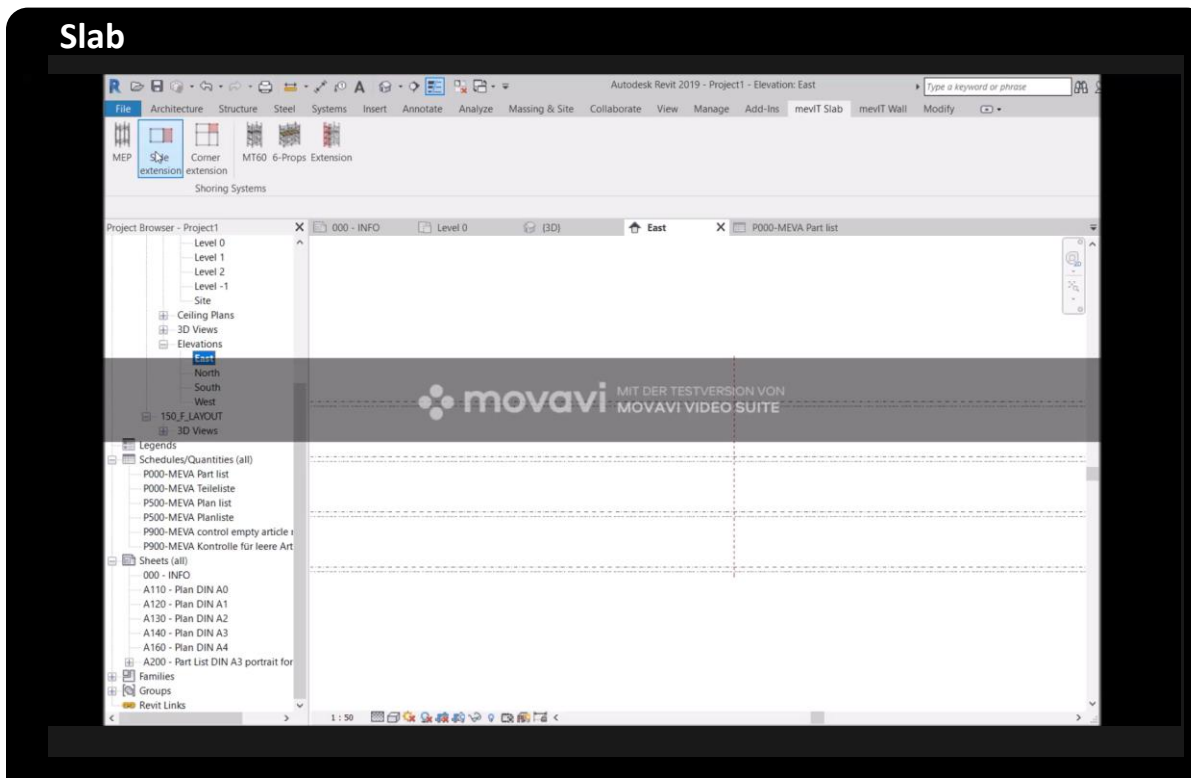 Slab
Autodesk Revit 2019 - Project1 - Elevation: East
Type a keyword or phrase
File Architecture Structure Steel Systems Insert Annotate Analyze Massing & Site Collaborate View Manage Add-Ins mevIT Slab mevIT Wall Modify
MEP Side extension Corner extension MT60 6-Props Extension
Shoring Systems
Project Browser - Project1
000 - INFO Level 0 {3D} East P000-MEVA Part list
Level 0
Level 1
Level 2
Level -1
Site
Ceiling Plans
3D Views
Elevations
East
North
South
West
150_F_LAYOUT
3D Views
movavi MIT DER TESTVERSION VON
MOVAVI VIDEO SUITE
Legends
Schedules/Quantities (all)
P000-MEVA Part list
P000-MEVA Teileliste
P500-MEVA Plan list
P500-MEVA Planliste
P900-MEVA control empty article
P900-MEVA Kontrolle für leere Art
Sheets (all)
000 - INFO
A110 - Plan DIN A0
A120 - Plan DIN A1
A130 - Plan DIN A2
A140 - Plan DIN A3
A160 - Plan DIN A4
A200 - Part List DIN A3 portrait for
Families
Groups
Revit Links
1 : 50